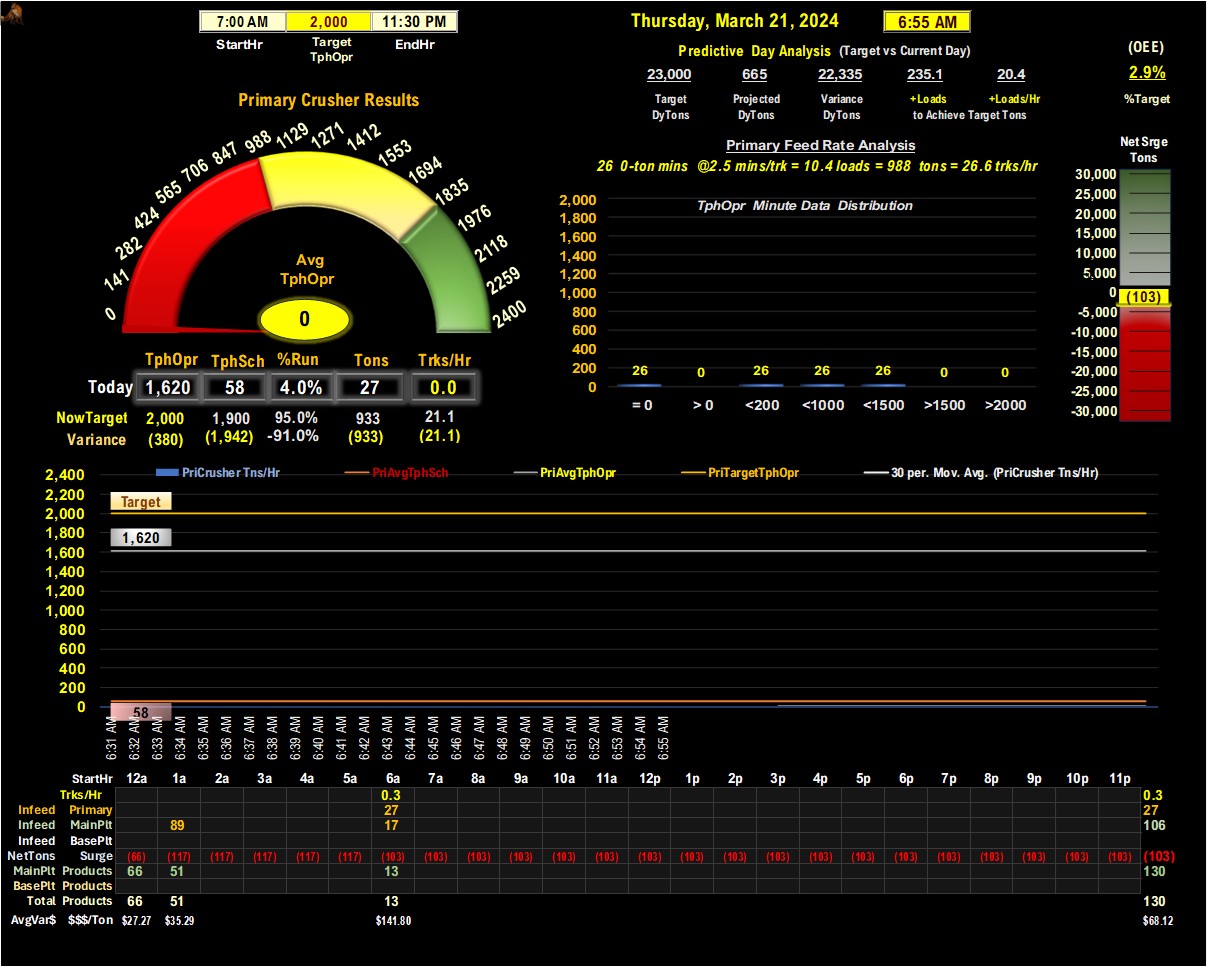 7:00 AM 2,000 11:30 PM
StartHr Target TphOpr EndHr
Thursday, March 21, 2024 6:55 AM
Predictive Day Analysis (Target vs Current Day)
23,000 665 22,335 235.1 20.4
Target Projected Variance +Loads +Loads/Hr
DyTons DyTons DyTons to Achieve Target Tons
(OEE)
2.9%
%Target
Primary Crusher Results
0 141 282 424 565 706 847 988 1129 1271 1412 1553 1694 1835 1976 2118 2259 2400
Avg
TphOpr
0
TphOpr TphSch %Run Tons Trks/Hr
Today 1,620 58 4.0% 27 0.0
NowTarget 2,000 1,900 95.0% 933 21.1
Variance (380) (1,942) -91.0% (933) (21.1)
Primary Feed Rate Analysis
26 0-ton mins @2.5 mins/trk = 10.4 loads = 988 tons = 26.6 trks/hr
TphOpr Minute Data Distribution
2,000
1,800
1,600
1,400
1,200
1,000
800
600
400
200
0
26 0 26 26 26 0 0
= 0 > 0 <200 <1000 <1500 >1500 >2000
Net Srge
Tons
30,000
25,000
20,000
15,000
10,000
5,000
0
(103)
-5,000
-10,000
-15,000
-20,000
-25,000
-30,000
PriCrusher Tns/Hr PriAvgTphSch PriAvgTphOpr PriTargetTphOpr 30 per. Mov. Avg. (PriCrusher Tns/Hr)
2,400
2,200
2,000
1,800
1,600
1,400
1,200
1,000
800
600
400
200
0
Target
1,620
58
6:31 AM 6:32 AM 6:33 AM 6:34 AM 6:35 AM 6:36 AM 6:37 AM 6:38 AM 6:39 AM 6:40 AM 6:41 AM 6:42 AM 6:43 AM 6:44 AM 6:45 AM 6:46 AM 6:47 AM 6:48 AM 6:49 AM 6:50 AM 6:51 AM 6:52 AM 6:53 AM 6:54 AM 6:55 AM
StartHr 12a 1a 2a 3a 4a 5a 6a 7a 8a 9a 10a 11a 12p 1p 2p 3p 4p 5p 6p 7p 8p 9p 10p 11p
Trks/Hr 0.3 0.3
Infeed Primary 27 27
Infeed MainPlt 89 17 106
Infeed BasePlt
NetTons Surge (66) (117) (117) (117) (117) (117) (103) (103) (103) (103) (103) (103) (103) (103) (103) (103) (103) (103) (103) (103) (103) (103) (103) (103) (103)
MainPlt Products 66 51 13 130
BasePlt Products
Total Products 66 51 13 130
AvgVar$ $$$/Ton $27.27 $35.29 $141.80 $68.12